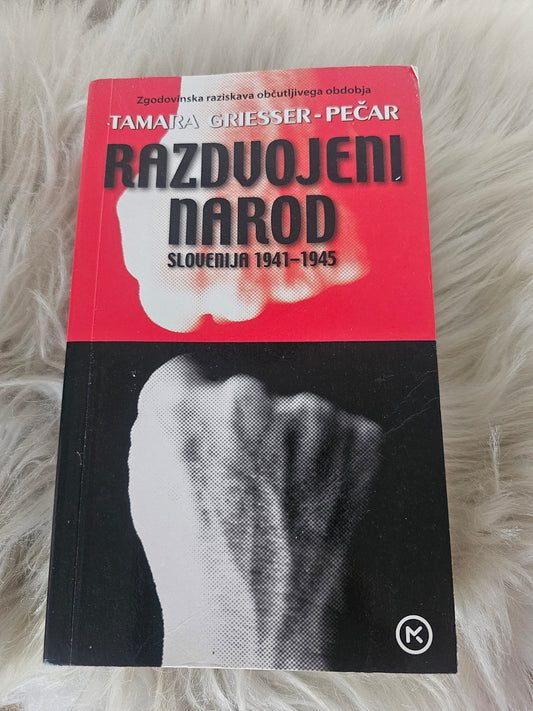 Zgodovinska raziskava občutljivega obdobja
TAMARA GRIESSER-PEČAR
RAZDVOJENI
NAROD
SLOVENIJA 1941–1945